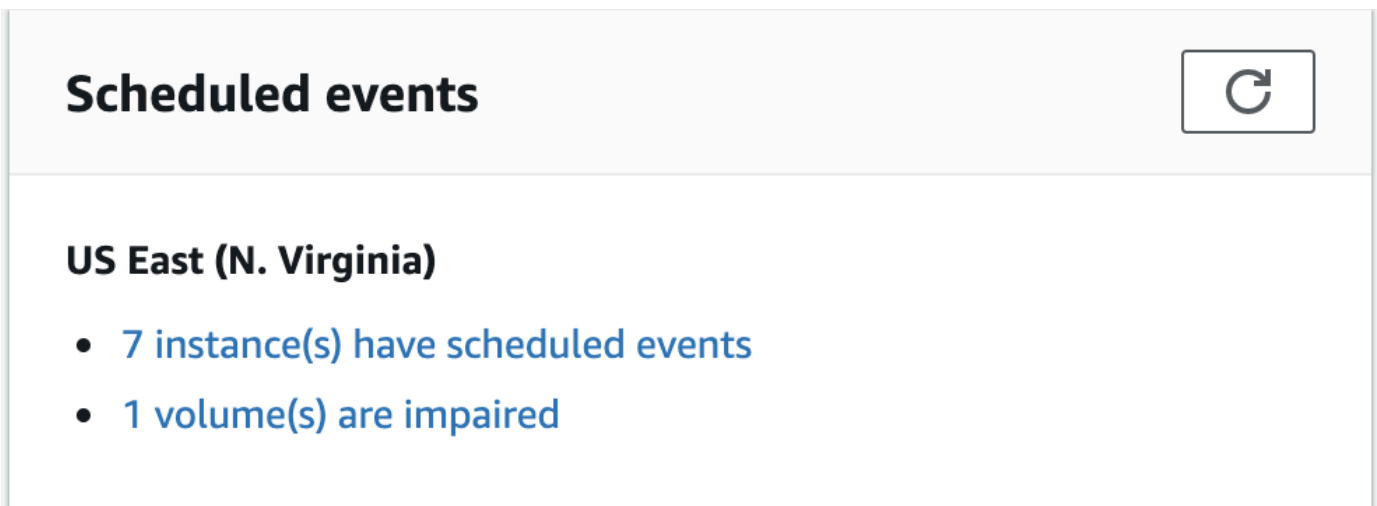 Scheduled events
US East (N. Virginia)
7 instance(s) have scheduled events
1 volume(s) are impaired